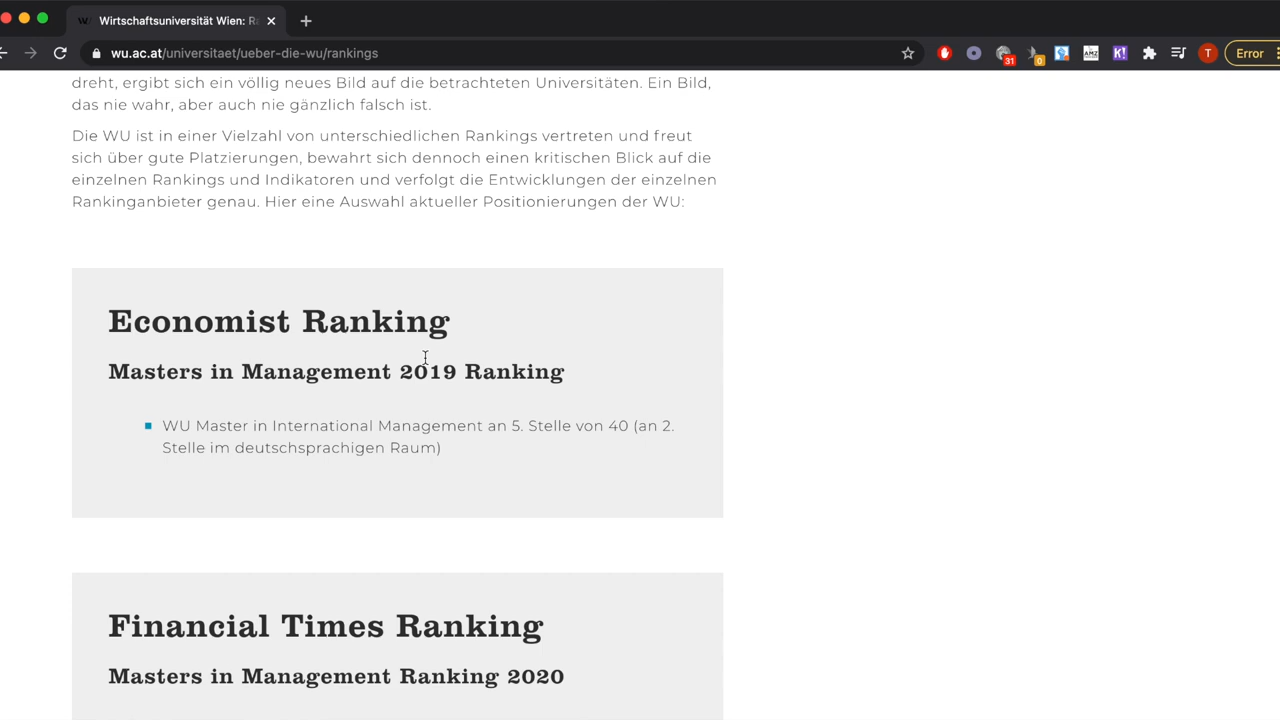 Wirtschaftsuniversität Wien: R
wu.ac.at/universitaet/ueber-die-wu/rankings
31
0
AMZ
K!
T
Error
dreht, ergibt sich ein völlig neues Bild auf die betrachteten Universitäten. Ein Bild,
das nie wahr, aber auch nie gänzlich falsch ist.
Die WU ist in einer Vielzahl von unterschiedlichen Rankings vertreten und freut
sich über gute Platzierungen, bewahrt sich dennoch einen kritischen Blick auf die
einzelnen Rankings und Indikatoren und verfolgt die Entwicklungen der einzelnen
Rankinganbieter genau. Hier eine Auswahl aktueller Positionierungen der WU:
Economist Ranking
Masters in Management 2019 Ranking
WU Master in International Management an 5. Stelle von 40 (an 2.
Stelle im deutschsprachigen Raum)
Financial Times Ranking
Masters in Management Ranking 2020